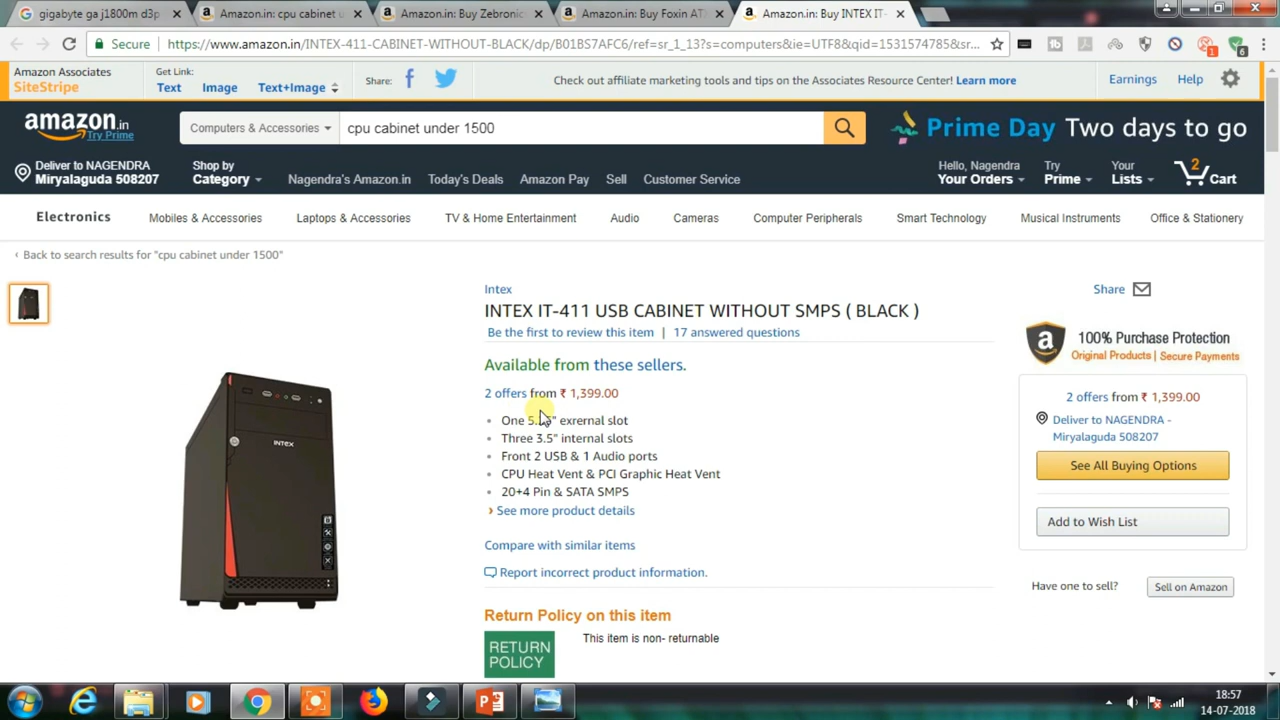 gigabyte ga j1800m d3p
Amazon.in: cpu cabinet u
Amazon.in: Buy Zebronic
Amazon.in: Buy Foxin AT
Amazon.in: Buy INTEX IT-
Secure
https://www.amazon.in/INTEX-411-CABINET-WITHOUT-BLACK/dp/B01BS7AFC6/ref=sr_1_13?s=computers&ie=UTF8&qid=1531574785&sr...
1
6
Amazon Associates
SiteStripe
Get Link:
Text Image Text+Image
Share:
Check out affiliate marketing tools and tips on the Associates Resource Center! Learn more
Earnings Help
amazon.in
Try Prime
Computers & Accessories
cpu cabinet under 1500
Prime Day Two days to go
Deliver to NAGENDRA
Miryalaguda 508207
Shop by
Category
Nagendra's Amazon.in Today's Deals Amazon Pay Sell Customer Service
Hello, Nagendra
Your Orders
Try
Prime
Your
Lists
2
Cart
Electronics Mobiles & Accessories Laptops & Accessories TV & Home Entertainment Audio Cameras Computer Peripherals Smart Technology Musical Instruments Office & Stationery
‹ Back to search results for "cpu cabinet under 1500"
INTEX
Intex
INTEX IT-411 USB CABINET WITHOUT SMPS ( BLACK )
Be the first to review this item | 17 answered questions
Available from these sellers.
2 offers from ₹ 1,399.00
One exrernal slot
Three 3.5" internal slots
Front 2 USB & 1 Audio ports
CPU Heat Vent & PCI Graphic Heat Vent
20+4 Pin & SATA SMPS
› See more product details
Compare with similar items
Report incorrect product information.
Return Policy on this item
RETURN
POLICY
This item is non- returnable
Share
a
100% Purchase Protection
Original Products | Secure Payments
2 offers from ₹ 1,399.00
Deliver to NAGENDRA -
Miryalaguda 508207
See All Buying Options
Add to Wish List
Have one to sell?
Sell on Amazon
18:57
14-07-2018